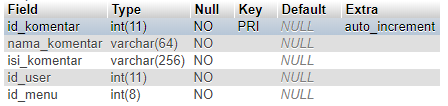 Field Type Null Key Default Extra
id_komentar int(11) NO PRI NULL auto_increment
nama_komentar varchar(64) NO NULL
isi_komentar varchar(256) NO NULL
id_user int(11) NO NULL
id_menu int(8) NO NULL